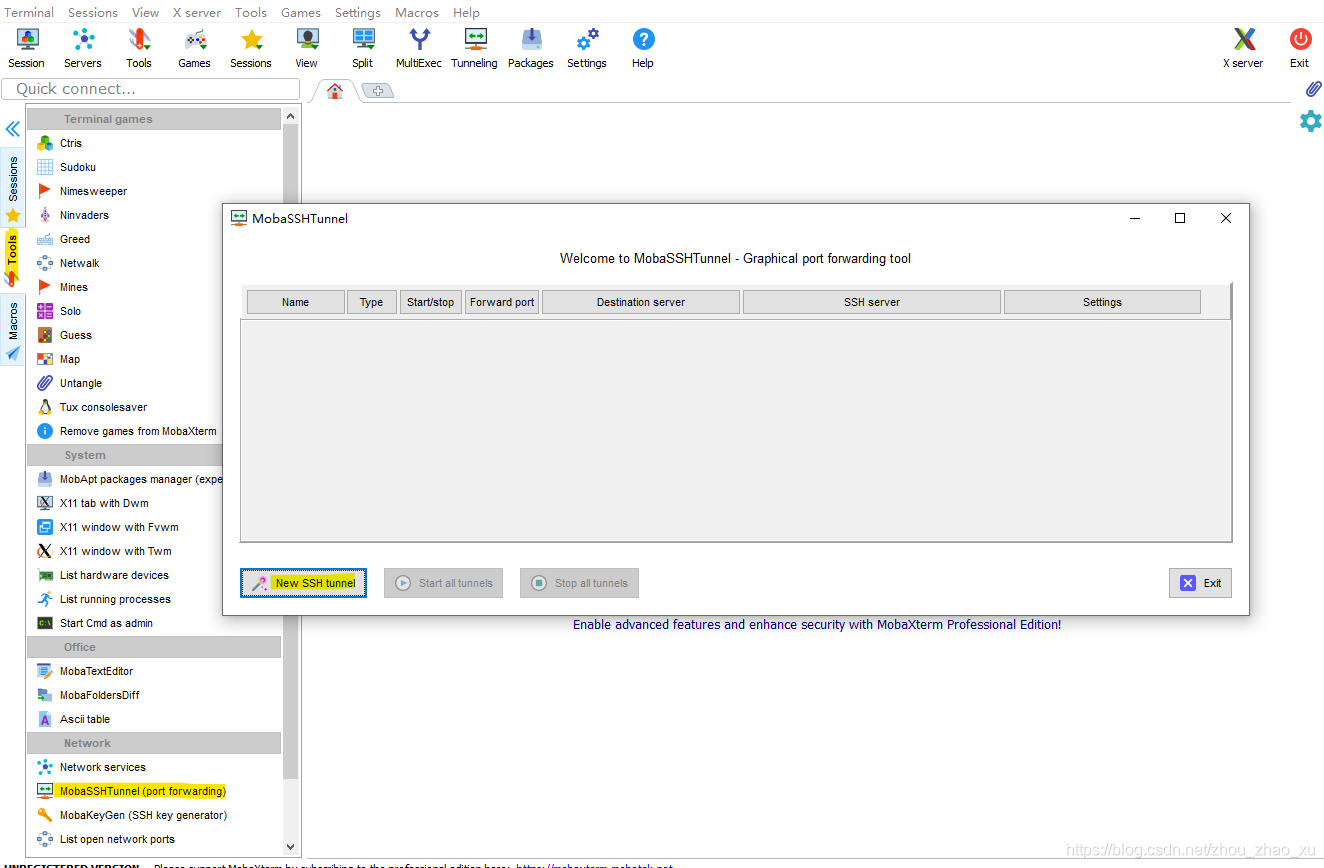 Terminal Sessions View X server Tools Games Settings Macros Help
Session Servers Tools Games Sessions View Split MultiExec Tunneling Packages Settings Help X server Exit
Quick connect...
Sessions
Tools
Macros
Terminal games
Ctris
Sudoku
Nimesweeper
Ninvaders
Greed
Netwalk
Mines
Solo
Guess
Map
Untangle
Tux consolesaver
Remove games from MobaXterm
System
MobApt packages manager (expe
X11 tab with Dwm
X11 window with Fvwm
X11 window with Twm
List hardware devices
List running processes
Start Cmd as admin
Office
MobaTextEditor
MobaFoldersDiff
Ascii table
Network
Network services
MobaSSHTunnel (port forwarding)
MobaKeyGen (SSH key generator)
List open network ports
MobaSSHTunnel
Welcome to MobaSSHTunnel - Graphical port forwarding tool
Name Type Start/stop Forward port Destination server SSH server Settings
New SSH tunnel Start all tunnels Stop all tunnels Exit
Enable advanced features and enhance security with MobaXterm Professional Edition!
UNREGISTERED VERSION - Please support MobaXterm by subscribing to the professional edition here: https://mobaxterm.mobatek.net
https://blog.csdn.net/zhou_zhao_xu